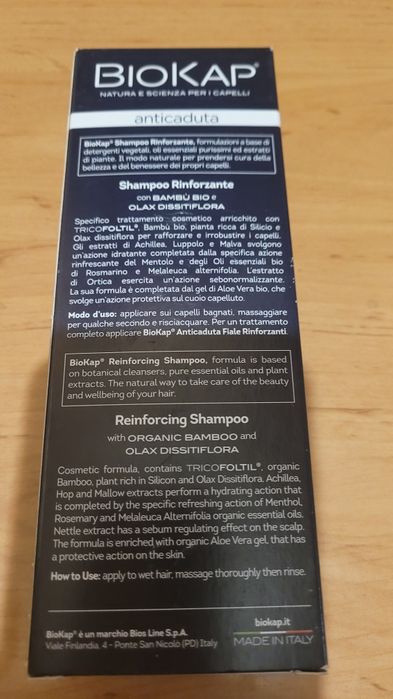 BIOKAP®
NATURA E SCIENZA PER I CAPELLI
anticaduta
BioKap® Shampoo Rinforzante, formulazioni a base di
detergenti vegetali, oli essenziali purissimi ed estratti
di piante. Il modo naturale per prendersi cura della
bellezza e del benessere dei propri capelli.
Shampoo Rinforzante
con BAMBÙ BIO e
OLAX DISSITIFLORA
Specifico trattamento cosmetico arricchito con
TRICOFOLTIL®, Bambù bio, pianta ricca di Silicio e
Olax dissitiflora per rafforzare e irrobustire i capelli.
Gli estratti di Achillea, Luppolo e Malva svolgono
un'azione idratante completata dalla specifica azione
rinfrescante del Mentolo e degli Oli essenziali bio
di Rosmarino e Melaleuca alternifolia. L'estratto
di Ortica esercita un'azione sebonormalizzante.
La sua formula è completata dal gel di Aloe Vera bio, che
svolge un'azione protettiva sul cuoio capelluto.
Modo d'uso: applicare sui capelli bagnati, massaggiare
per qualche secondo e risciacquare. Per un trattamento
completo applicare BioKap® Anticaduta Fiale Rinforzanti.
BioKap® Reinforcing Shampoo, formula is based
on botanical cleansers, pure essential oils and plant
extracts. The natural way to take care of the beauty
and wellbeing of your hair.
Reinforcing Shampoo
with ORGANIC BAMBOO and
OLAX DISSITIFLORA
Cosmetic formula, contains TRICOFOLTIL®, organic
Bamboo, plant rich in Silicon and Olax Dissitiflora, Achillea,
Hop and Mallow extracts perform a hydrating action that
is completed by the specific refreshing action of Menthol,
Rosemary and Melaleuca Alternifolia organic essential oils.
Nettle extract has a sebum regulating effect on the scalp.
The formula is enriched with organic Aloe Vera gel, that has
a protective action on the skin.
How to Use: apply to wet hair, massage thoroughly then rinse.
BioKap® è un marchio Bios Line S.p.A.
Viale Finlandia, 4 - Ponte San Nicolò (PD) Italy
biokap.it
MADE IN ITALY